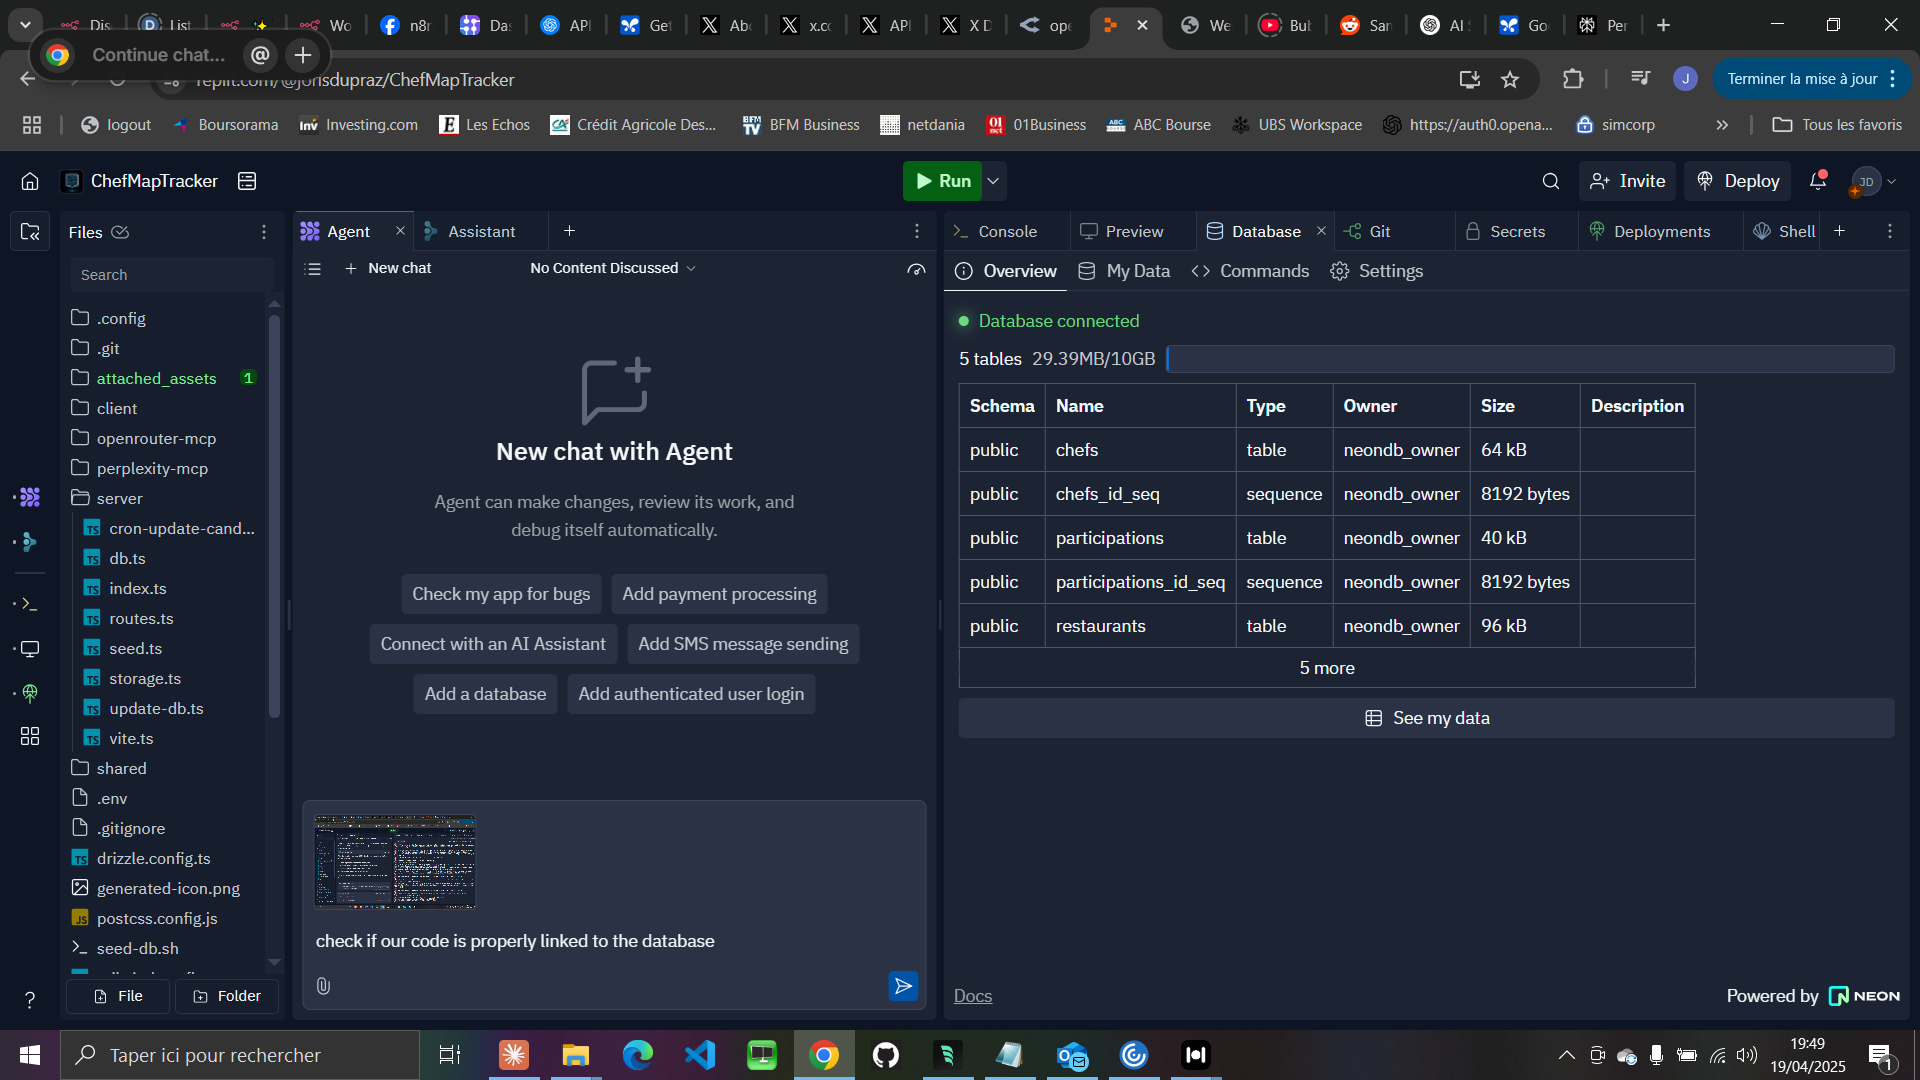 Dis
List
Wo
n8r
Das
API
Get
Abo
x.co
API
X D
ope
We
Bub
San
AI S
Go
Per
Continue chat...
replit.com/@jorisdupraz/ChefMapTracker
J
Terminer la mise à jour
logout
Boursorama
Investing.com
Les Echos
Crédit Agricole Des...
BFM Business
netdania
01Business
ABC Bourse
UBS Workspace
https://auth0.opena...
simcorp
Tous les favoris
ChefMapTracker
Run
Invite
Deploy
JD
Files
Search
.config
.git
attached_assets 1
client
openrouter-mcp
perplexity-mcp
server
cron-update-cand...
db.ts
index.ts
routes.ts
seed.ts
storage.ts
update-db.ts
vite.ts
shared
.env
.gitignore
drizzle.config.ts
generated-icon.png
postcss.config.js
seed-db.sh
File
Folder
Agent
Assistant
New chat
No Content Discussed
New chat with Agent
Agent can make changes, review its work, and
debug itself automatically.
Check my app for bugs
Add payment processing
Connect with an AI Assistant
Add SMS message sending
Add a database
Add authenticated user login
check if our code is properly linked to the database
Console
Preview
Database
Git
Secrets
Deployments
Shell
Overview
My Data
Commands
Settings
Database connected
5 tables 29.39MB/10GB
Schema Name Type Owner Size Description
public chefs table neondb_owner 64 kB
public chefs_id_seq sequence neondb_owner 8192 bytes
public participations table neondb_owner 40 kB
public participations_id_seq sequence neondb_owner 8192 bytes
public restaurants table neondb_owner 96 kB
5 more
See my data
Docs
Powered by NEON
Taper ici pour rechercher
19:49
19/04/2025
1